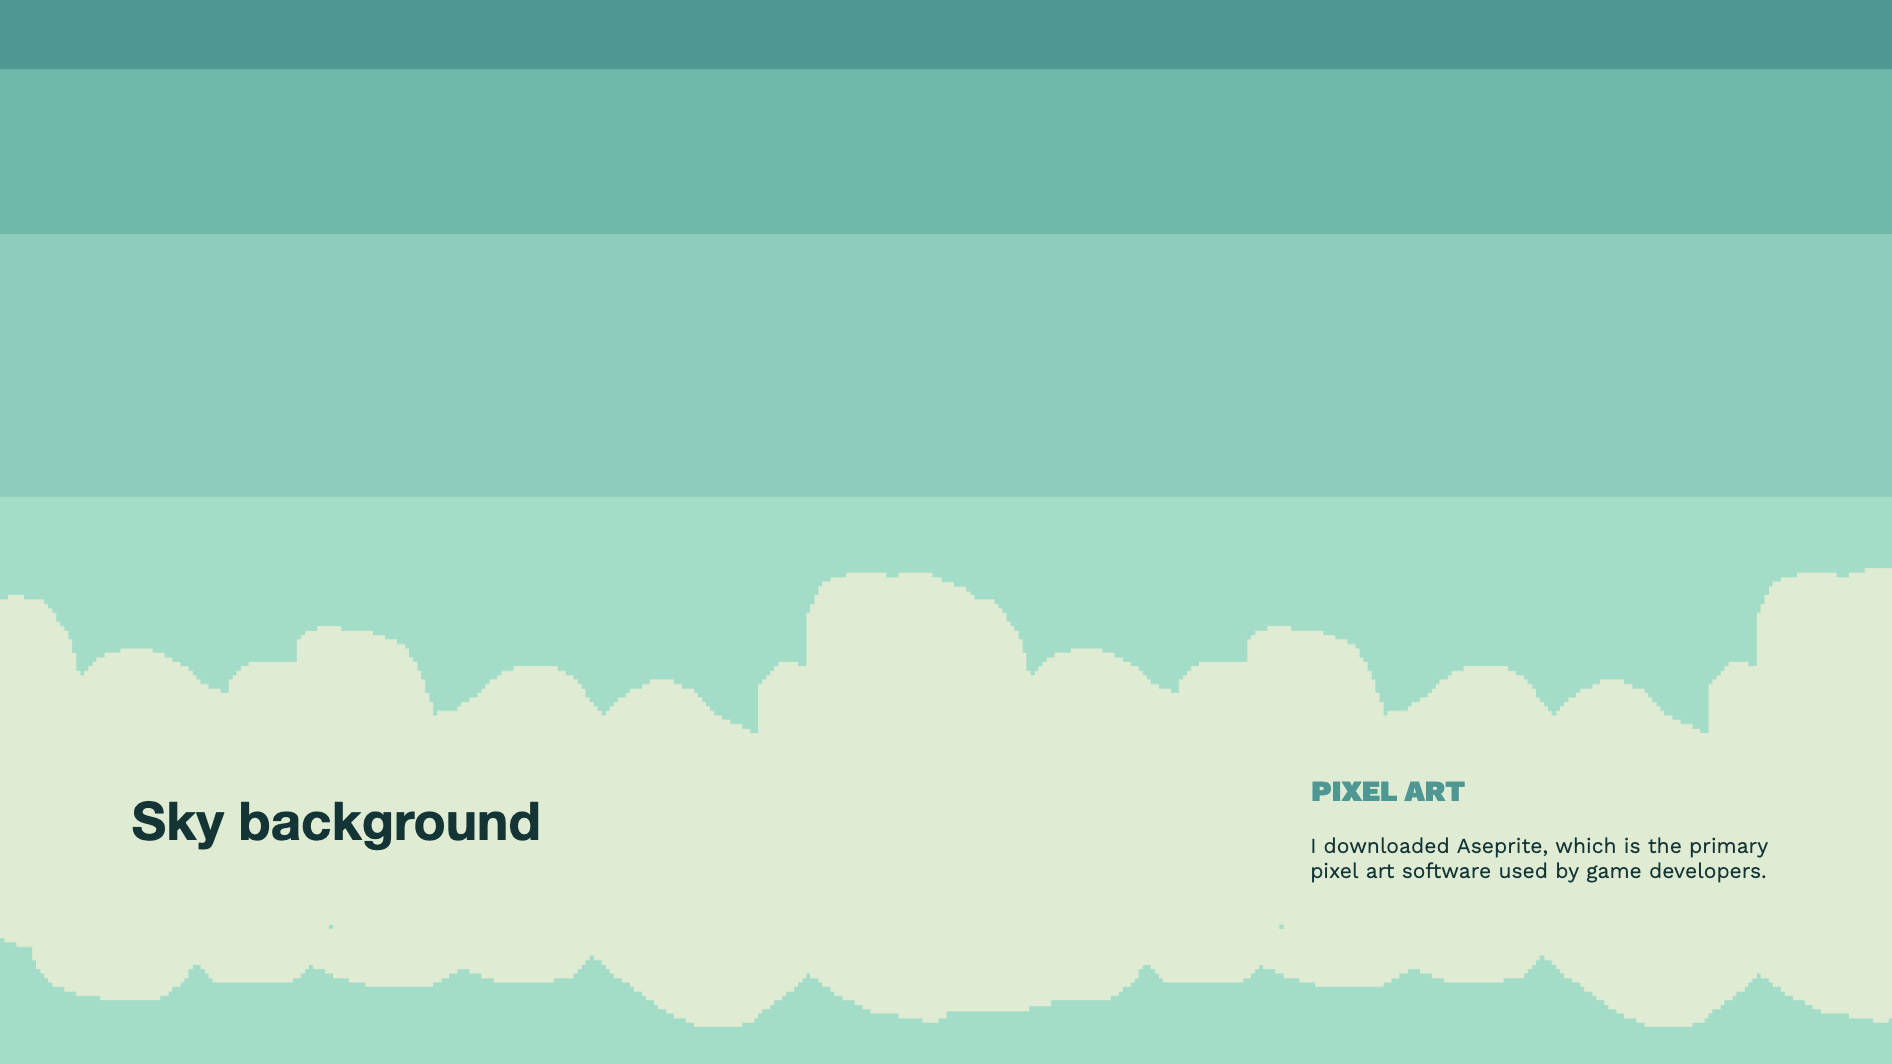 Sky background
PIXEL ART
I downloaded Aseprite, which is the primary
pixel art software used by game developers.